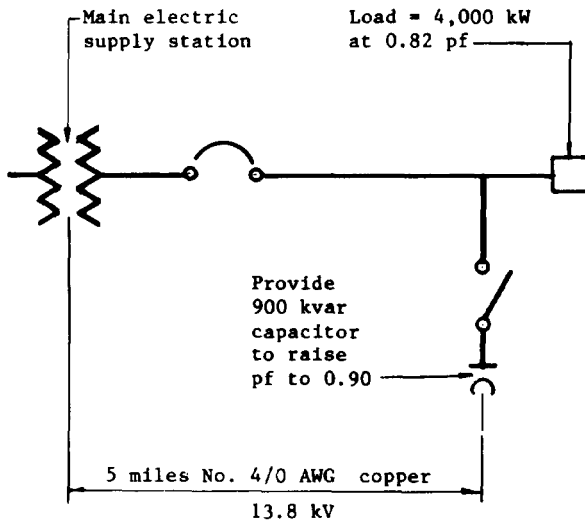 Main electric
supply station
Load = 4,000 kW
at 0.82 pf
Provide
900 kvar
capacitor
to raise
pf to 0.90
5 miles No. 4/0 AWG copper
13.8 kV